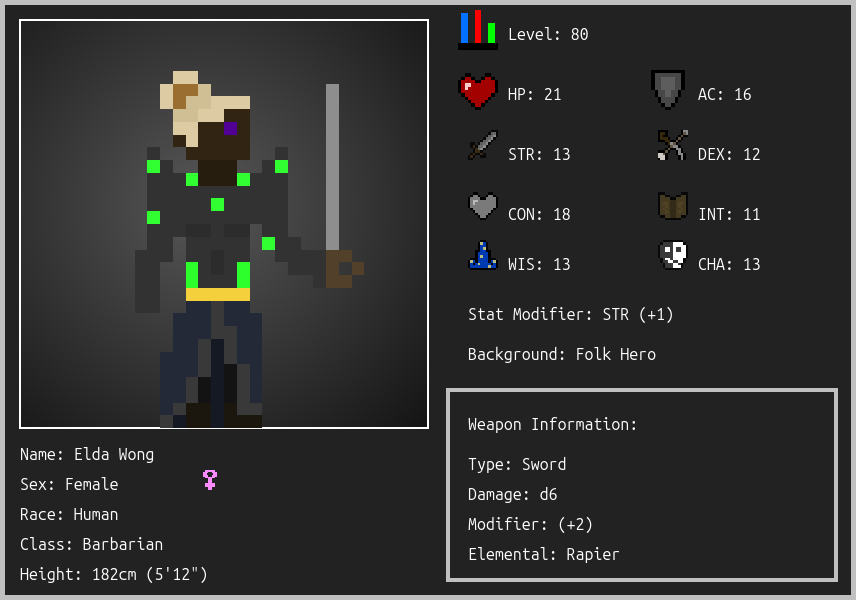 Level: 80
HP: 21
AC: 16
STR: 13
DEX: 12
CON: 18
INT: 11
WIS: 13
CHA: 13
Stat Modifier: STR (+1)
Background: Folk Hero
Weapon Information:
Type: Sword
Damage: d6
Modifier: (+2)
Elemental: Rapier
Name: Elda Wong
Sex: Female
Race: Human
Class: Barbarian
Height: 182cm (5'12")